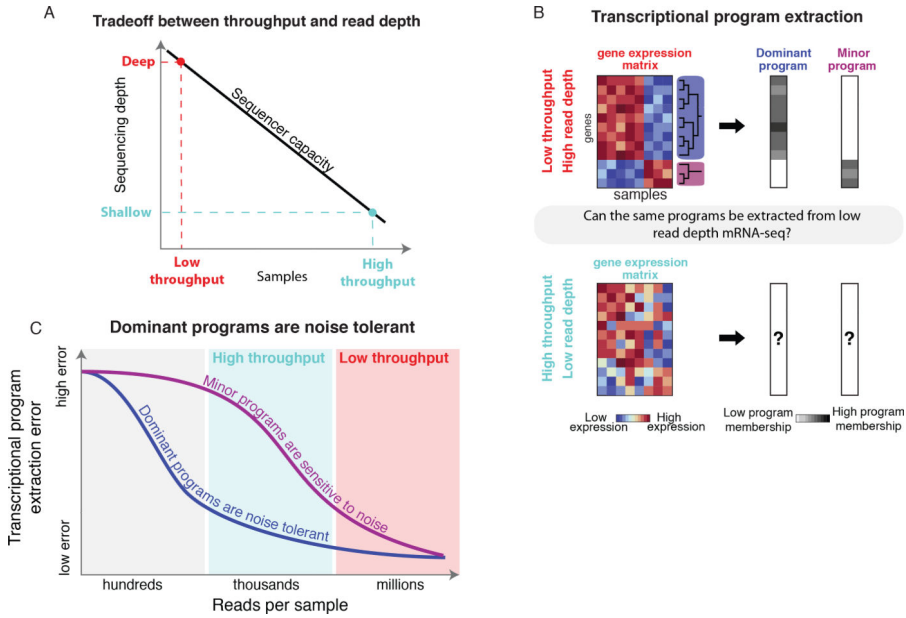 A
Tradeoff between throughput and read depth
Deep
Sequencing depth
Sequencer capacity
Shallow
Low
throughput
Samples
High
throughput
B
Transcriptional program extraction
gene expression
matrix
Dominant
program
Minor
program
Low throughput
High read depth
genes
samples
Can the same programs be extracted from low
read depth mRNA-seq?
gene expression
matrix
High throughput
Low read depth
?
?
Low
expression
High
expression
Low program
membership
High program
membership
C
Dominant programs are noise tolerant
High throughput
Low throughput
Transcriptional program
extraction error
high error
low error
Minor programs are sensitive to noise
Dominant programs are noise tolerant
hundreds
thousands
millions
Reads per sample